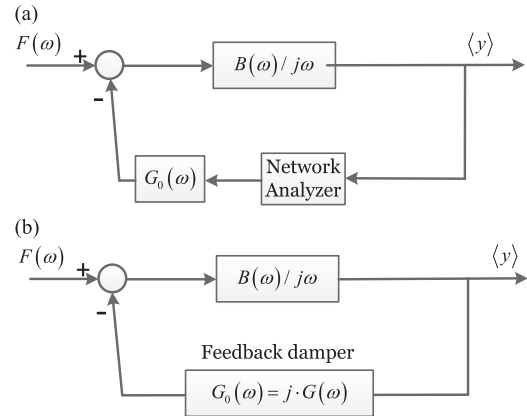 (a)
F(ω)
+
-
B(ω)/ jω
⟨y⟩
G₀(ω)
Network
Analyzer
(b)
F(ω)
+
-
B(ω)/ jω
⟨y⟩
Feedback damper
G₀(ω)= j·G(ω)